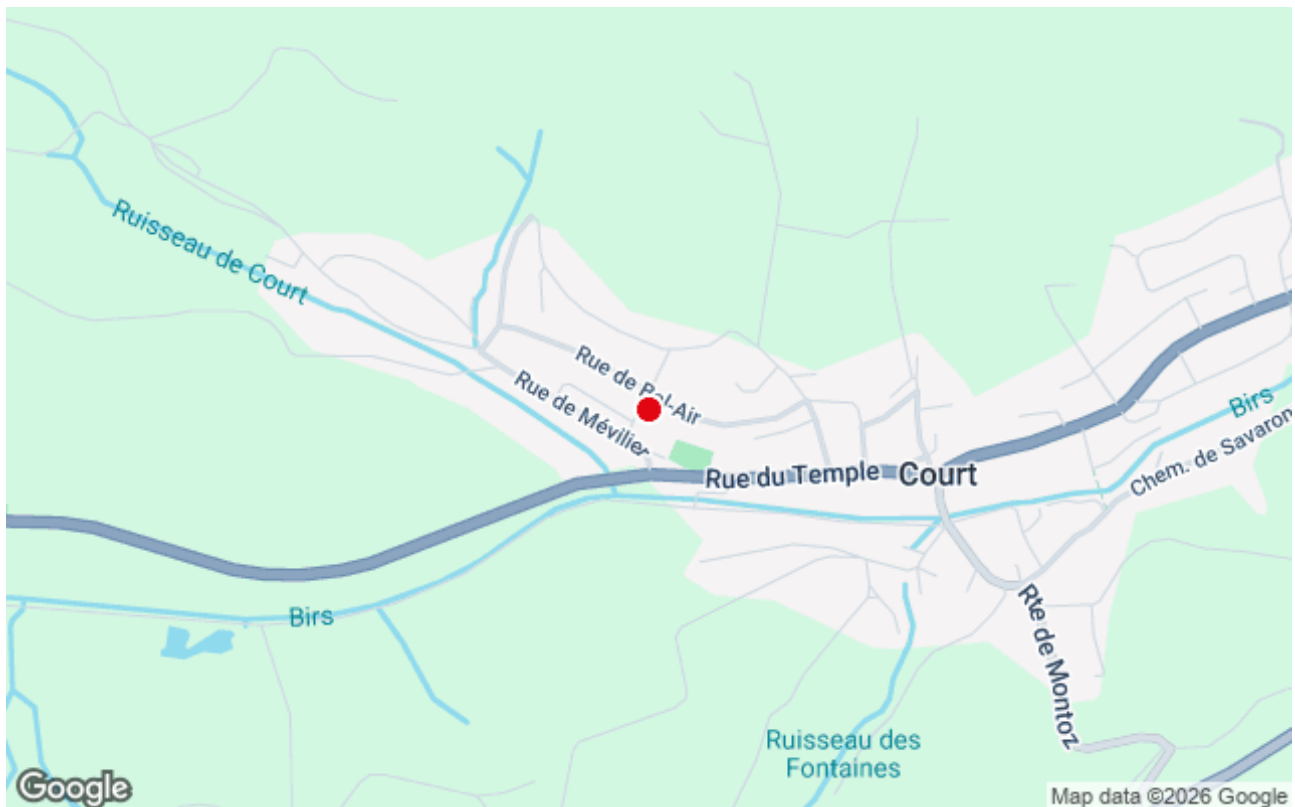 Ruisseau de Court
Rue de Bel-Air
Rue de Mévilier
Birs
Chem. de Savaron
Rue du Temple
Court
Birs
Rte de Montoz
Ruisseau des
Fontaines
Google
Map data ©2026 Google